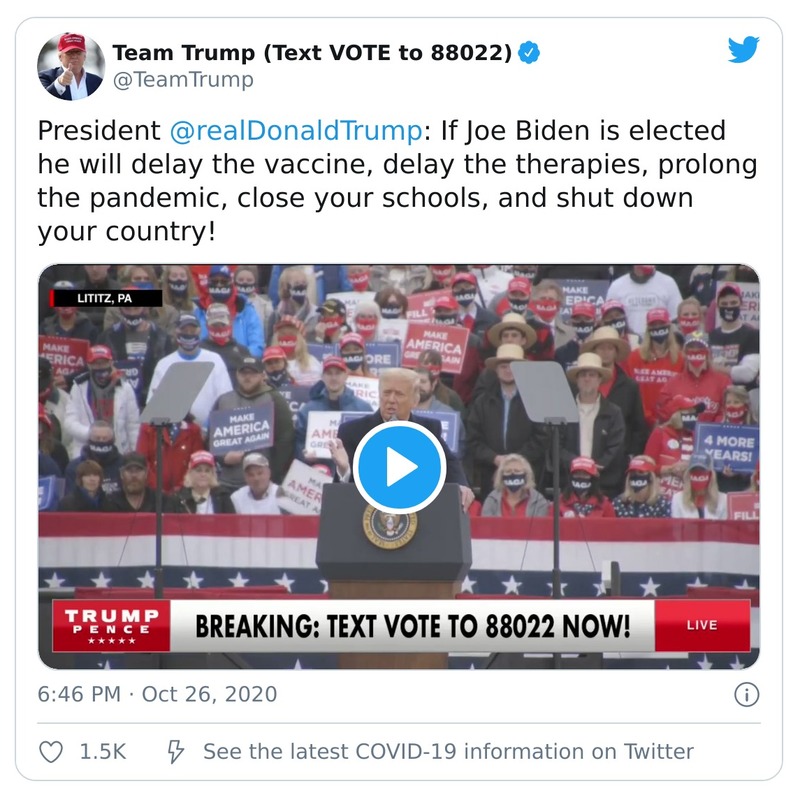 Team Trump (Text VOTE to 88022)
@TeamTrump
President @realDonaldTrump: If Joe Biden is elected
he will delay the vaccine, delay the therapies, prolong
the pandemic, close your schools, and shut down
your country!
LITITZ, PA
MAKE
AMERICA
GREAT AGAIN
MAKE
AMERICA
GREAT AGAIN
4 MORE
YEARS!
TRUMP
PENCE
BREAKING: TEXT VOTE TO 88022 NOW!
LIVE
6:46 PM · Oct 26, 2020
1.5K
See the latest COVID-19 information on Twitter